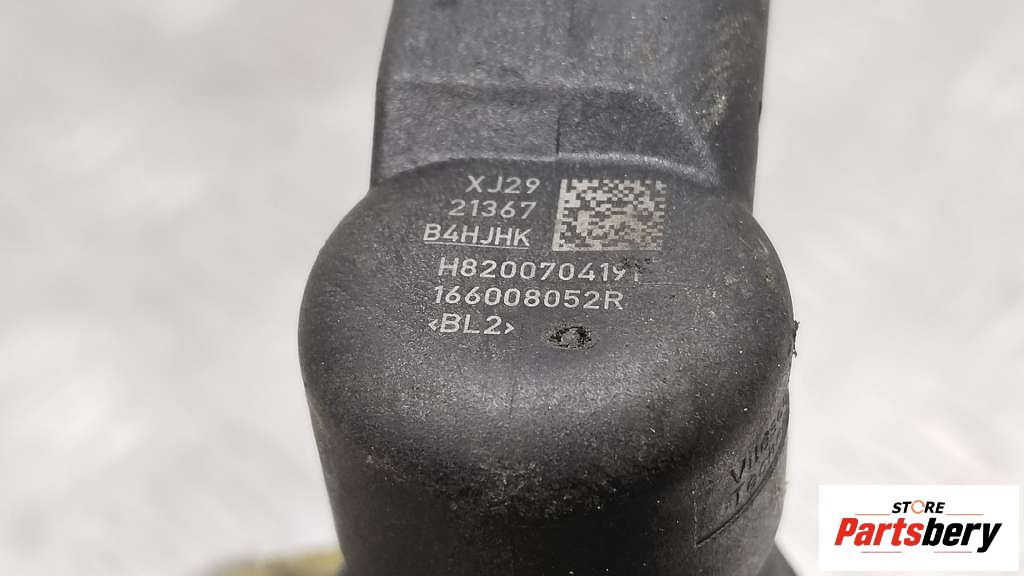 XJ29
21367
B4HJHK
H8200704191
166008052R
<BL2>
STORE
Partsbery